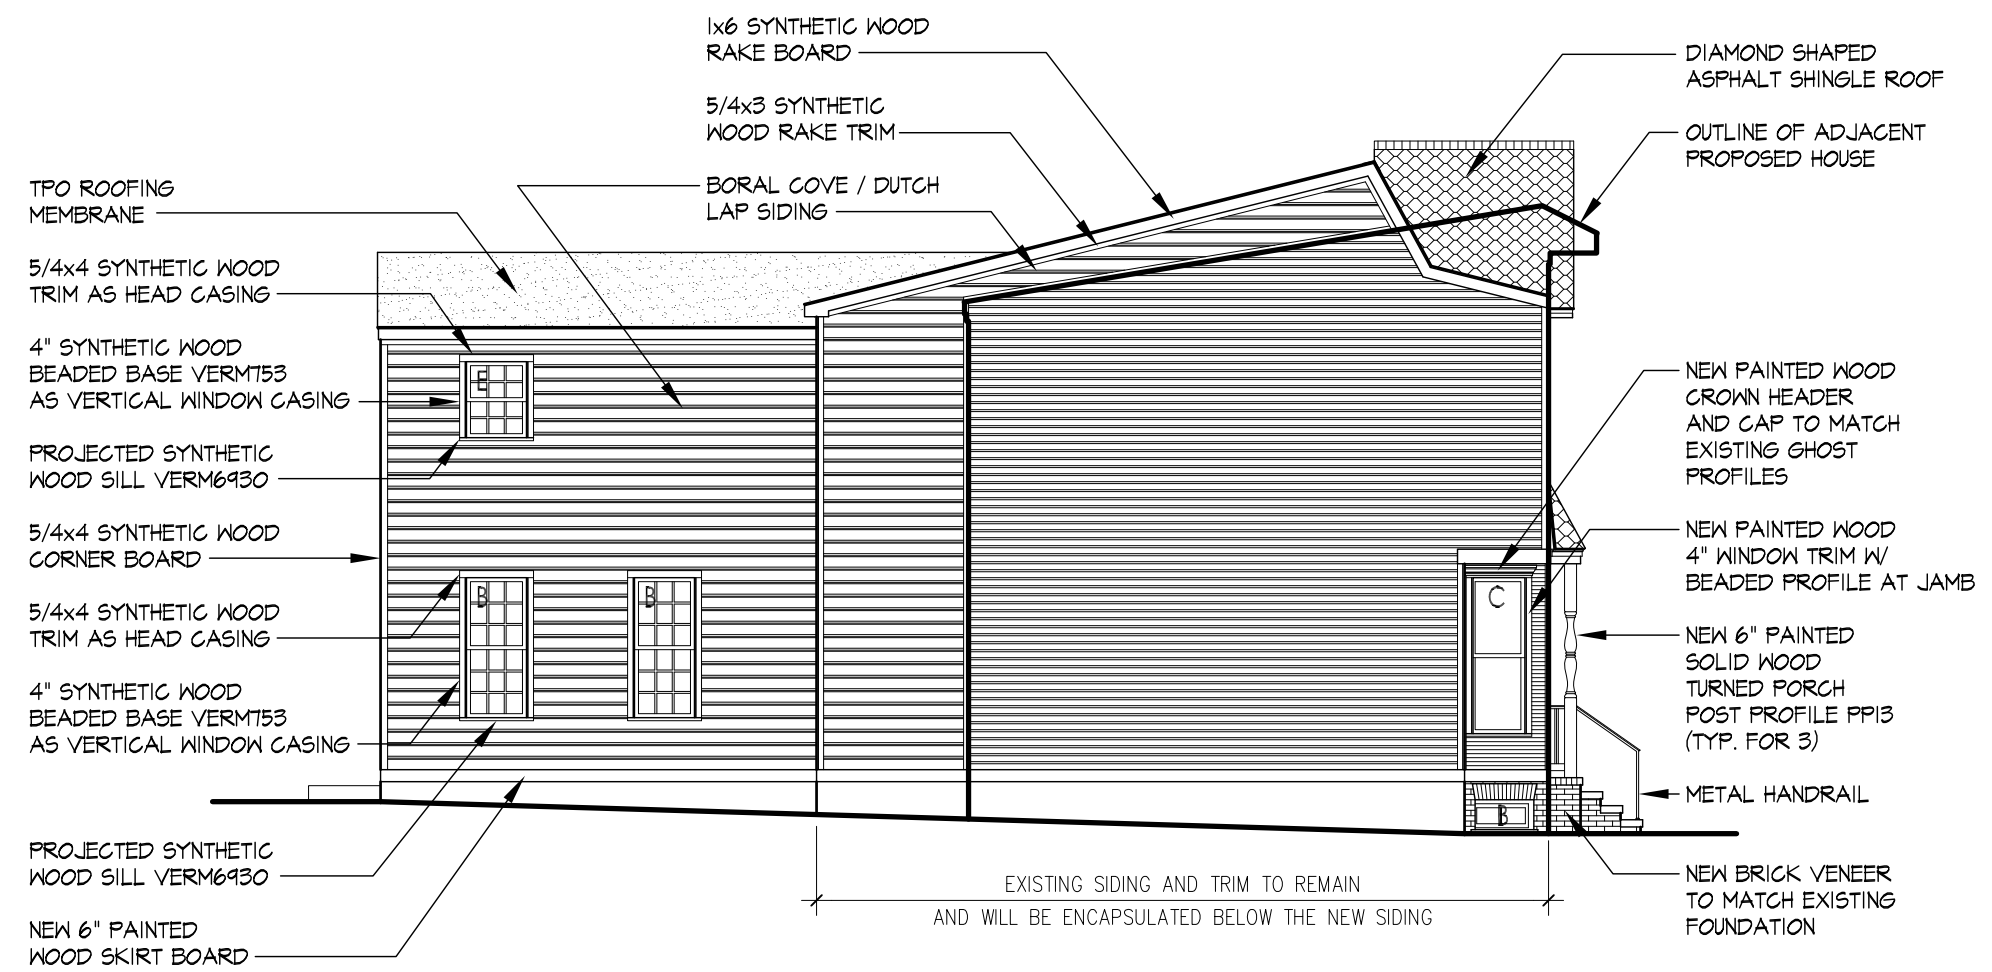 1x6 SYNTHETIC WOOD
RAKE BOARD
5/4x3 SYNTHETIC
WOOD RAKE TRIM
BORAL COVE / DUTCH
LAP SIDING
TPO ROOFING
MEMBRANE
5/4x4 SYNTHETIC WOOD
TRIM AS HEAD CASING
4" SYNTHETIC WOOD
BEADED BASE VERM753
AS VERTICAL WINDOW CASING
PROJECTED SYNTHETIC
WOOD SILL VERM6930
5/4x4 SYNTHETIC WOOD
CORNER BOARD
5/4x4 SYNTHETIC WOOD
TRIM AS HEAD CASING
4" SYNTHETIC WOOD
BEADED BASE VERM753
AS VERTICAL WINDOW CASING
PROJECTED SYNTHETIC
WOOD SILL VERM6930
NEW 6" PAINTED
WOOD SKIRT BOARD
E
B
B
C
B
EXISTING SIDING AND TRIM TO REMAIN
AND WILL BE ENCAPSULATED BELOW THE NEW SIDING
DIAMOND SHAPED
ASPHALT SHINGLE ROOF
OUTLINE OF ADJACENT
PROPOSED HOUSE
NEW PAINTED WOOD
CROWN HEADER
AND CAP TO MATCH
EXISTING GHOST
PROFILES
NEW PAINTED WOOD
4" WINDOW TRIM W/
BEADED PROFILE AT JAMB
NEW 6" PAINTED
SOLID WOOD
TURNED PORCH
POST PROFILE PP13
(TYP. FOR 3)
METAL HANDRAIL
NEW BRICK VENEER
TO MATCH EXISTING
FOUNDATION